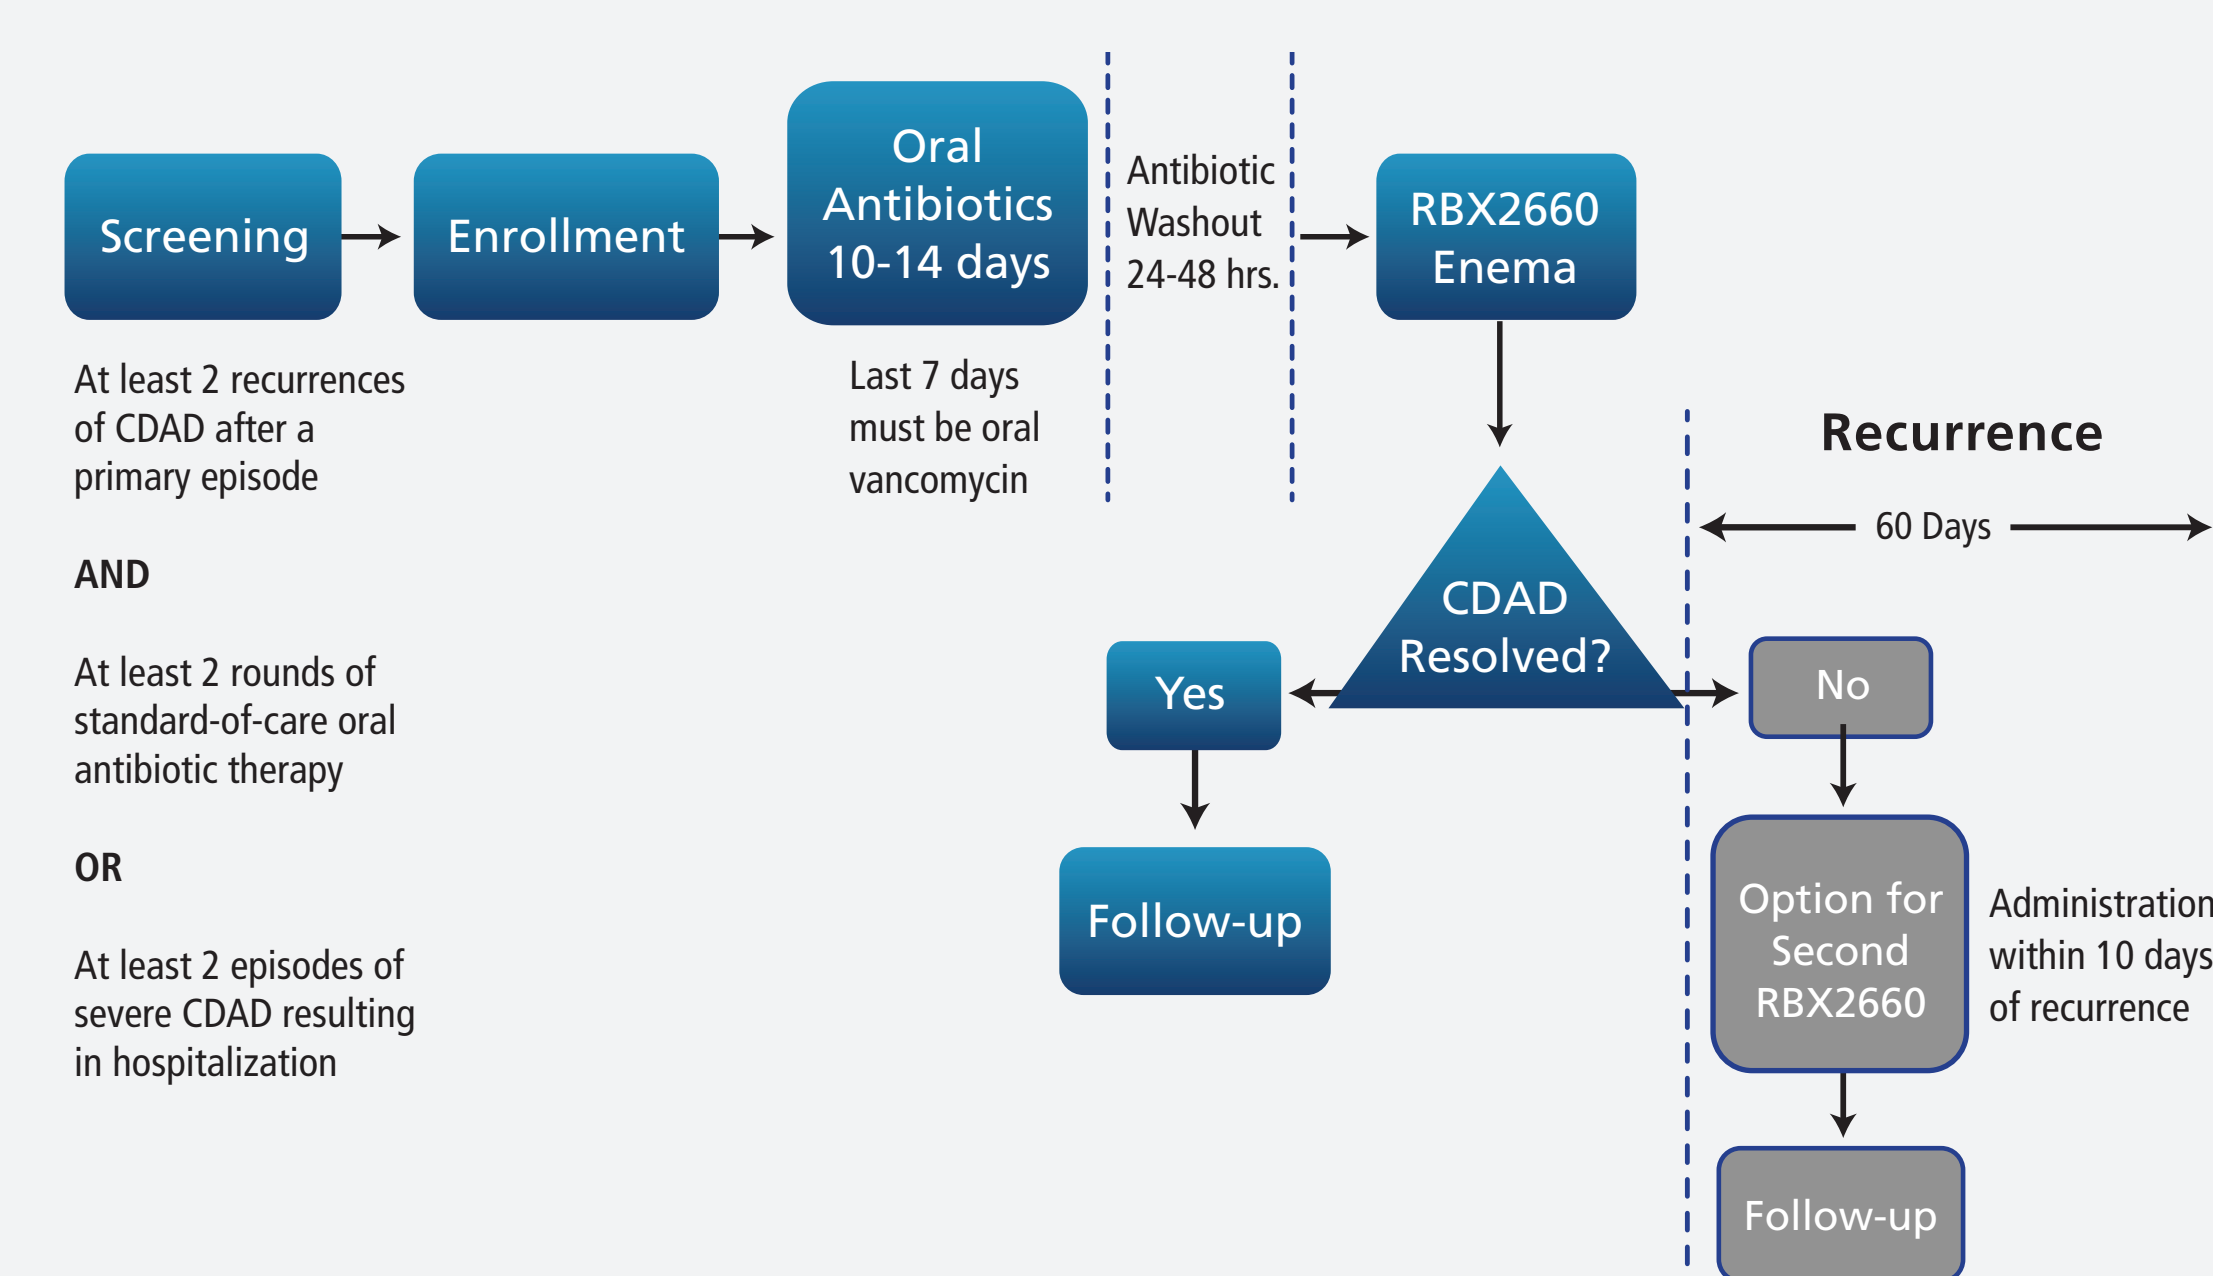 Screening
Enrollment
Oral
Antibiotics
10-14 days
Antibiotic
Washout
24-48 hrs.
RBX2660
Enema
At least 2 recurrences
of CDAD after a
primary episode
AND
At least 2 rounds of
standard-of-care oral
antibiotic therapy
OR
At least 2 episodes of
severe CDAD resulting
in hospitalization
Last 7 days
must be oral
vancomycin
CDAD
Resolved?
Yes
Follow-up
Recurrence
60 Days
No
Option for
Second
RBX2660
Administration
within 10 days
of recurrence
Follow-up